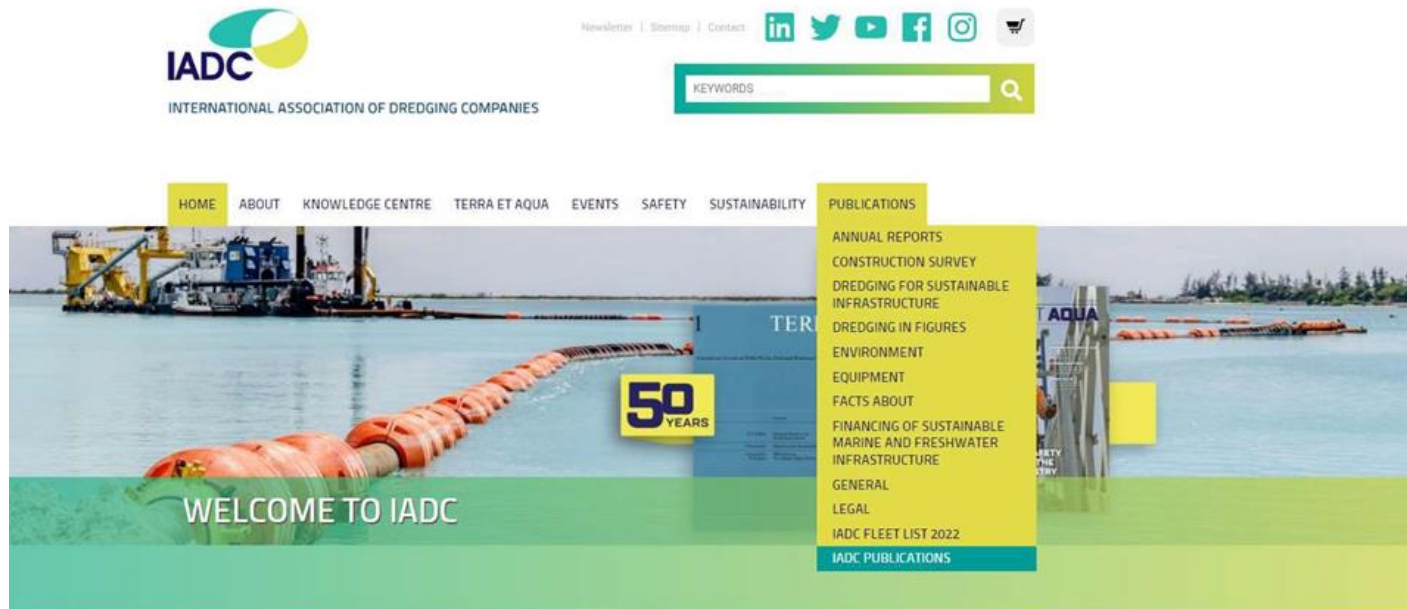 Newsletter | Sitemap | Contact
IADC
INTERNATIONAL ASSOCIATION OF DREDGING COMPANIES
KEYWORDS
HOME ABOUT KNOWLEDGE CENTRE TERRA ET AQUA EVENTS SAFETY SUSTAINABILITY PUBLICATIONS
ANNUAL REPORTS
CONSTRUCTION SURVEY
DREDGING FOR SUSTAINABLE
INFRASTRUCTURE
DREDGING IN FIGURES
ENVIRONMENT
EQUIPMENT
FACTS ABOUT
FINANCING OF SUSTAINABLE
MARINE AND FRESHWATER
INFRASTRUCTURE
GENERAL
LEGAL
IADC FLEET LIST 2022
IADC PUBLICATIONS
TER
T AQUA
50
YEARS
WELCOME TO IADC